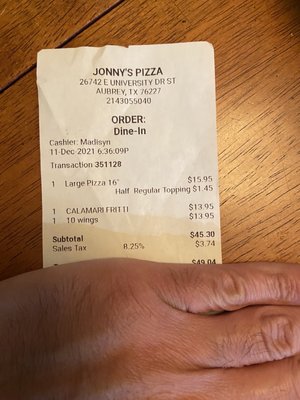 JONNY'S PIZZA
26742 E UNIVERSITY DR ST
AUBREY, TX 76227
2143055040
ORDER:
Dine-In
Cashier: Madisyn
11-Dec-2021 6:36:09P
Transaction 351128
1 Large Pizza 16" $15.95
Half Regular Topping $1.45
1 CALAMARI FRITTI $13.95
1 10 wings $13.95
Subtotal $45.30
Sales Tax 8.25% $3.74
$49.04